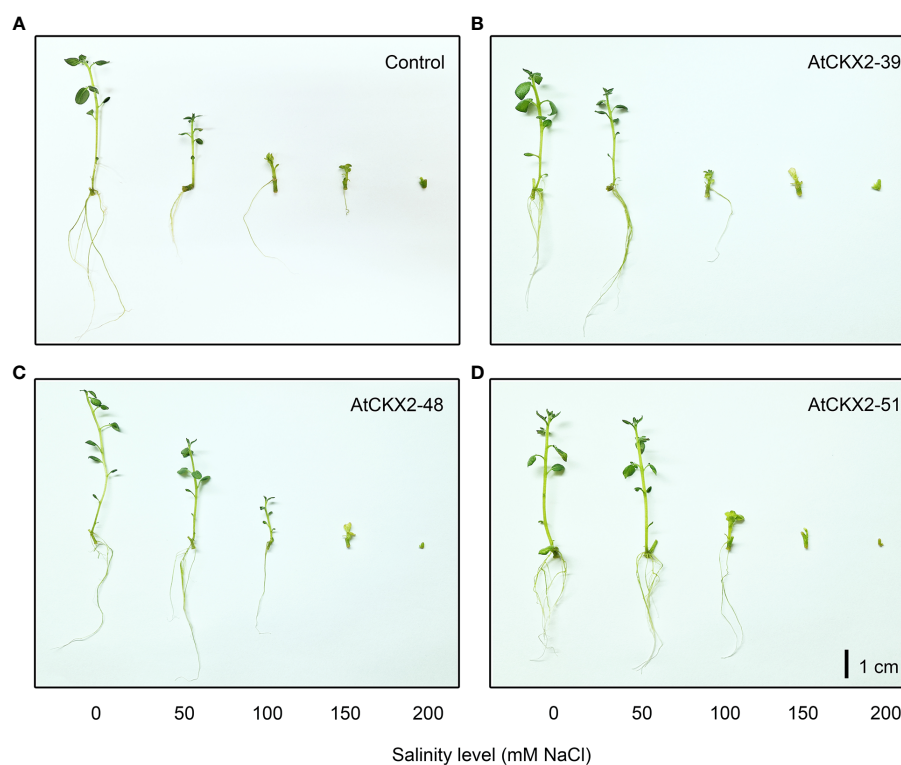 A
Control
B
AtCKX2-39
C
AtCKX2-48
D
AtCKX2-51
1 cm
0 50 100 150 200
0 50 100 150 200
Salinity level (mM NaCl)